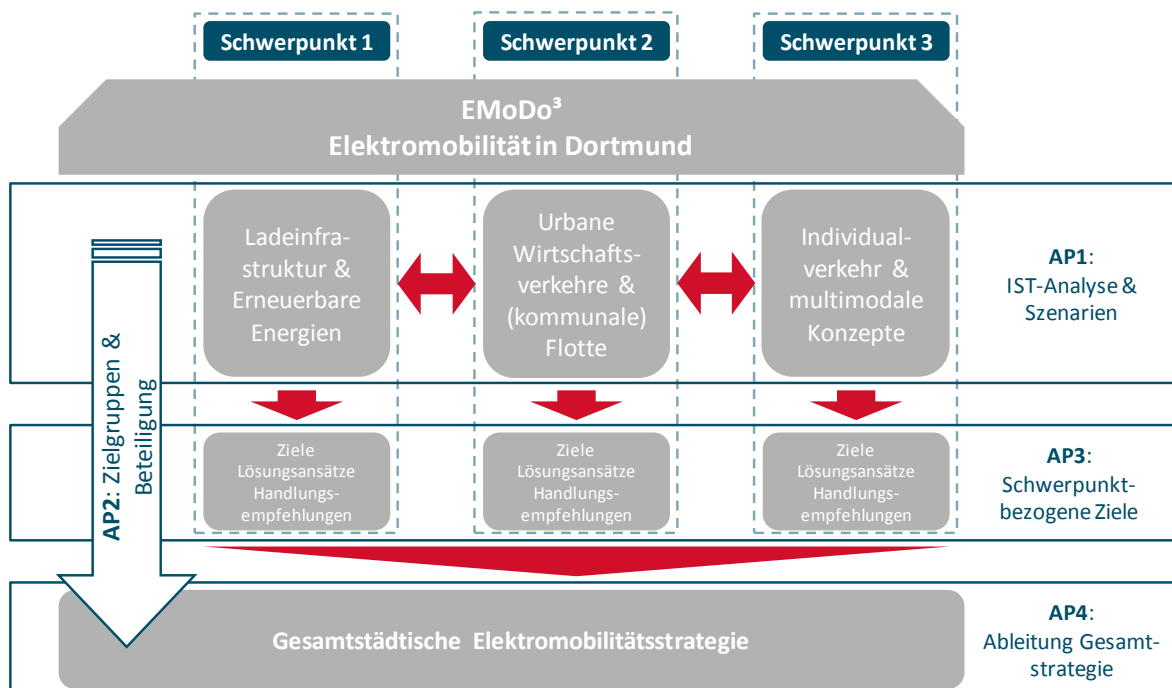 Schwerpunkt 1
Schwerpunkt 2
Schwerpunkt 3
EMoDo³
Elektromobilität in Dortmund
Ladeinfra-
struktur &
Erneuerbare
Energien
Urbane
Wirtschafts-
verkehre &
(kommunale)
Flotte
Individual-
verkehr &
multimodale
Konzepte
AP1:
IST-Analyse &
Szenarien
AP2: Zielgruppen &
Beteiligung
Ziele
Lösungsansätze
Handlungs-
empfehlungen
Ziele
Lösungsansätze
Handlungs-
empfehlungen
Ziele
Lösungsansätze
Handlungs-
empfehlungen
AP3:
Schwerpunkt-
bezogene Ziele
Gesamtstädtische Elektromobilitätsstrategie
AP4:
Ableitung Gesamt-
strategie